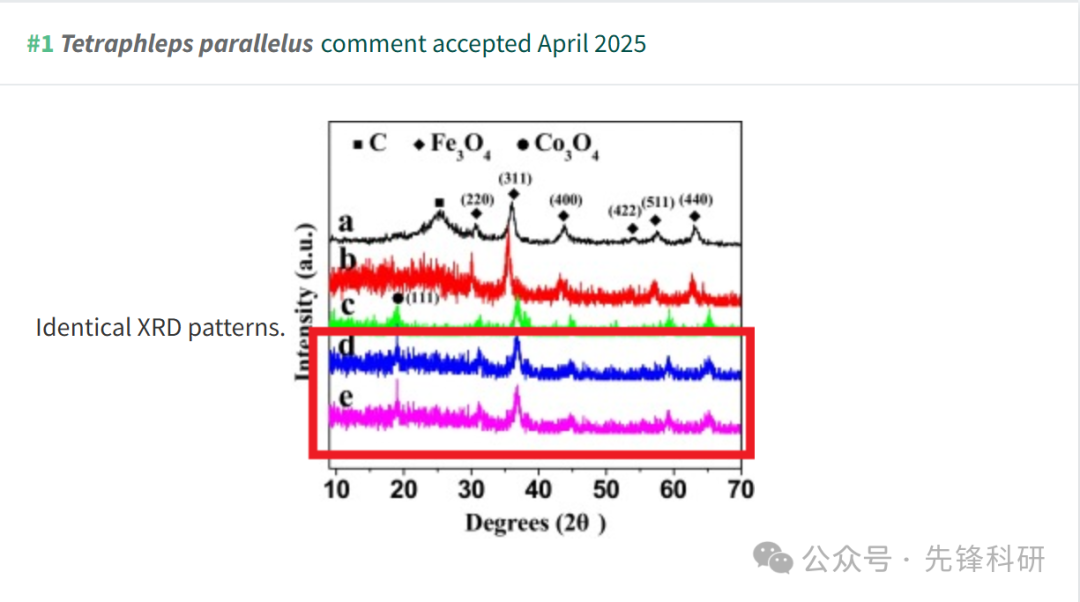 #1 Tetraphleps parallelus comment accepted April 2025
■ C ◆ Fe₃O₄ ● Co₃O₄
(311)
(220) (400) (422) (511) (440)
a
b
(111)
c
Identical XRD patterns.
Intensity (a.u.)
d
e
10 20 30 40 50 60 70
Degrees (2θ )
公众号 · 先锋科研